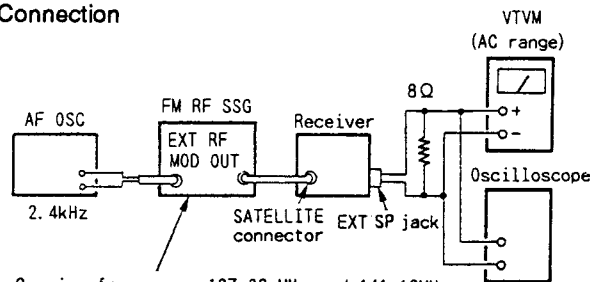 Connection
VTVM
(AC range)
AF OSC
FM RF SSG
Receiver
8Ω
EXT RF
MOD OUT
+
−
2.4kHz
SATELLITE
connector
EXT SP jack
Oscilloscope